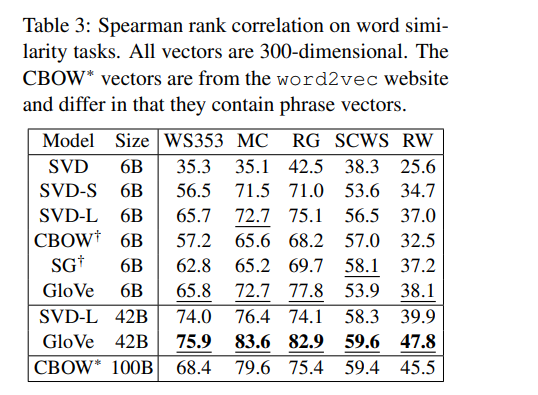 Table 3: Spearman rank correlation on word simi-
larity tasks. All vectors are 300-dimensional. The
CBOW* vectors are from the word2vec website
and differ in that they contain phrase vectors.
Model Size WS353 MC RG SCWS RW
SVD 6B 35.3 35.1 42.5 38.3 25.6
SVD-S 6B 56.5 71.5 71.0 53.6 34.7
SVD-L 6B 65.7 72.7 75.1 56.5 37.0
CBOW† 6B 57.2 65.6 68.2 57.0 32.5
SG† 6B 62.8 65.2 69.7 58.1 37.2
GloVe 6B 65.8 72.7 77.8 53.9 38.1
SVD-L 42B 74.0 76.4 74.1 58.3 39.9
GloVe 42B 75.9 83.6 82.9 59.6 47.8
CBOW* 100B 68.4 79.6 75.4 59.4 45.5